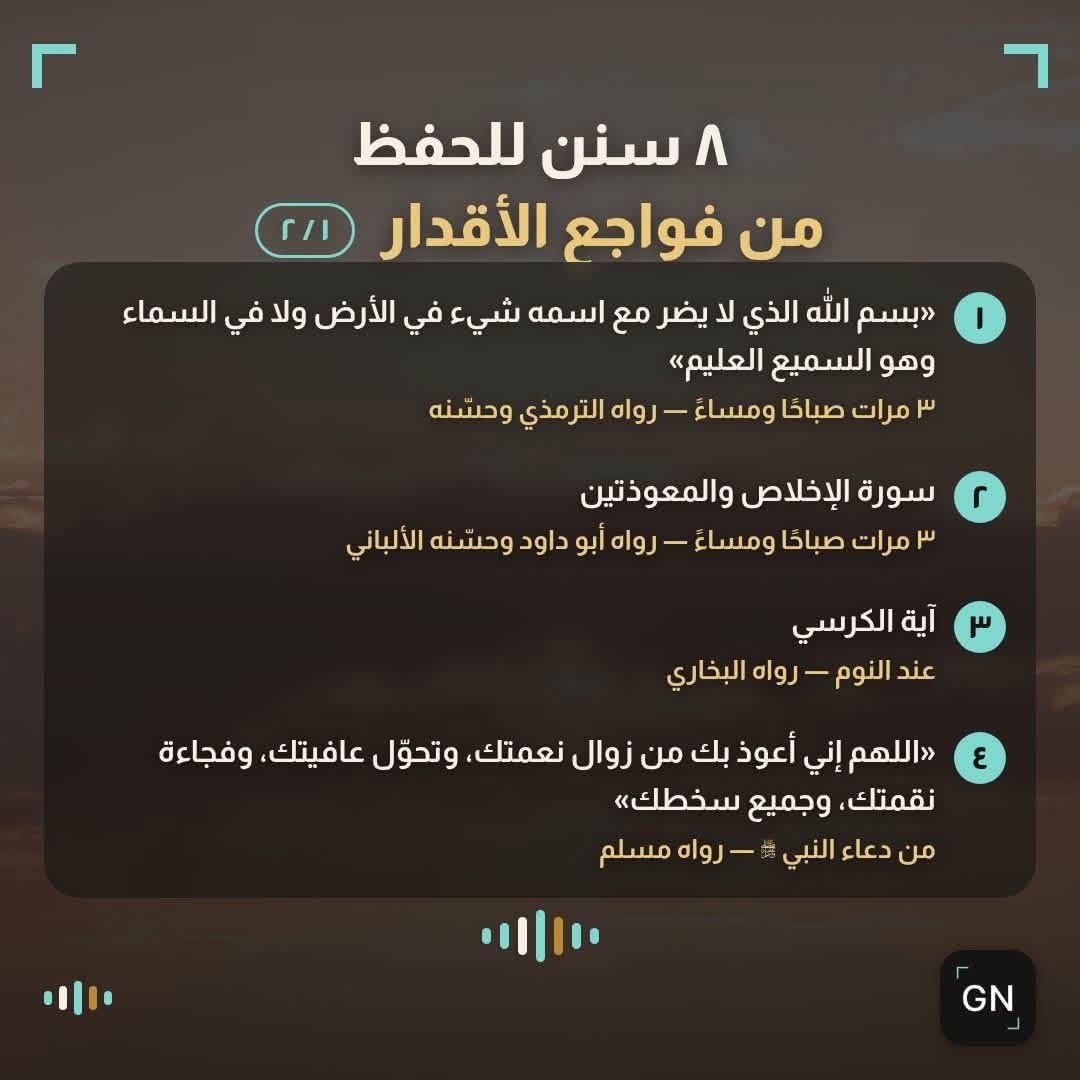 ٨ سنن للحفظ
من فواجع الأقدار ٢/١
١
«بسم الله الذي لا يضر مع اسمه شيء في الأرض ولا في السماء
وهو السميع العليم»
٣ مرات صباحًا ومساءً — رواه الترمذي وحسّنه
٢
سورة الإخلاص والمعوذتين
٣ مرات صباحًا ومساءً — رواه أبو داود وحسّنه الألباني
٣
آية الكرسي
عند النوم — رواه البخاري
٤
«اللهم إني أعوذ بك من زوال نعمتك، وتحوّل عافيتك، وفجاءة
نقمتك، وجميع سخطك»
من دعاء النبي ﷺ — رواه مسلم
GN